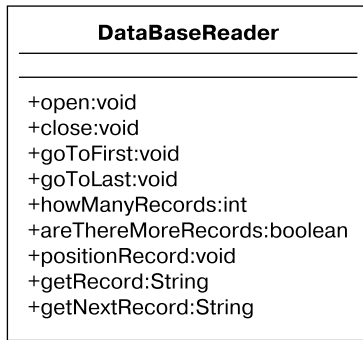 DataBaseReader
+open:void
+close:void
+goToFirst:void
+goToLast:void
+howManyRecords:int
+areThereMoreRecords:boolean
+positionRecord:void
+getRecord:String
+getNextRecord:String